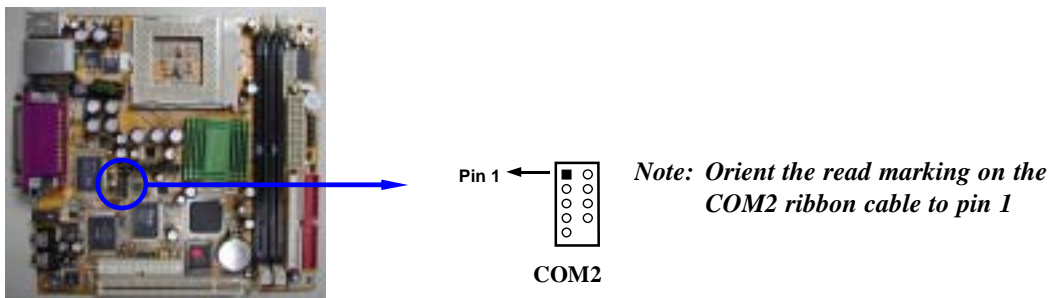 Pin 1
Note: Orient the read marking on the
COM2 ribbon cable to pin 1
COM2